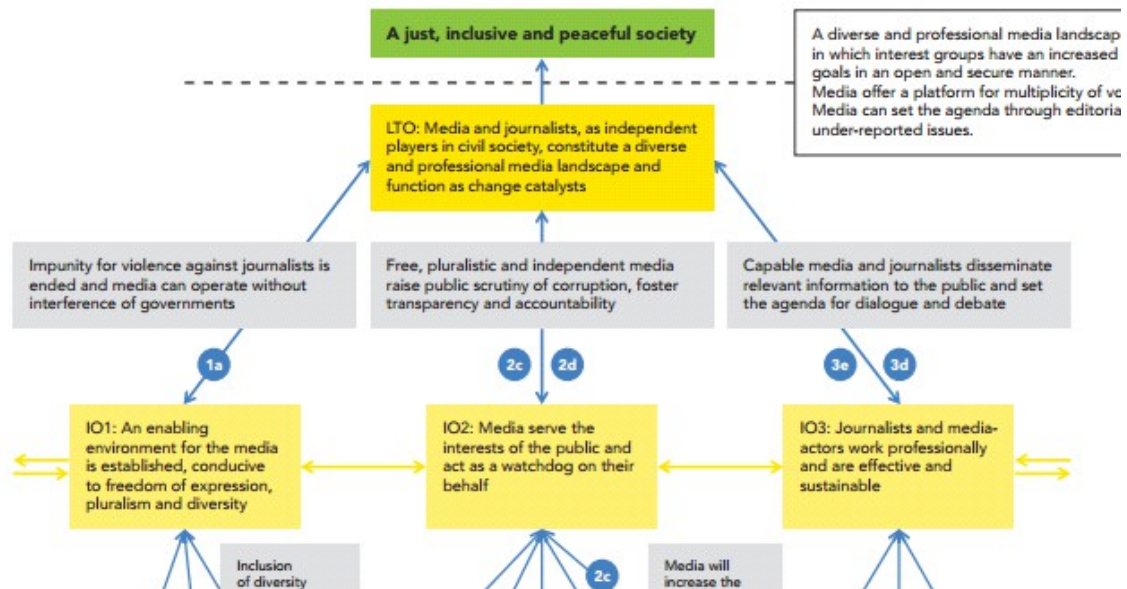 A just, inclusive and peaceful society
A diverse and professional media landscape
in which interest groups have an increased
goals in an open and secure manner.
Media offer a platform for multiplicity of
Media can set the agenda through
under-reported issues.
LTO: Media and journalists, as independent
players in civil society, constitute a diverse
and professional media landscape and
function as change catalysts
Impunity for violence against journalists is
ended and media can operate without
interference of governments
Free, pluralistic and independent media
raise public scrutiny of corruption, foster
transparency and accountability
Capable media and journalists disseminate
relevant information to the public and set
the agenda for dialogue and debate
1a
2c
2d
3e
3d
IO1: An enabling
environment for the media
is established, conducive
to freedom of expression,
pluralism and diversity
IO2: Media serve the
interests of the public and
act as a watchdog on their
behalf
IO3: Journalists and media-
actors work professionally
and are effective and
sustainable
Inclusion
of diversity
2c
Media will
increase the